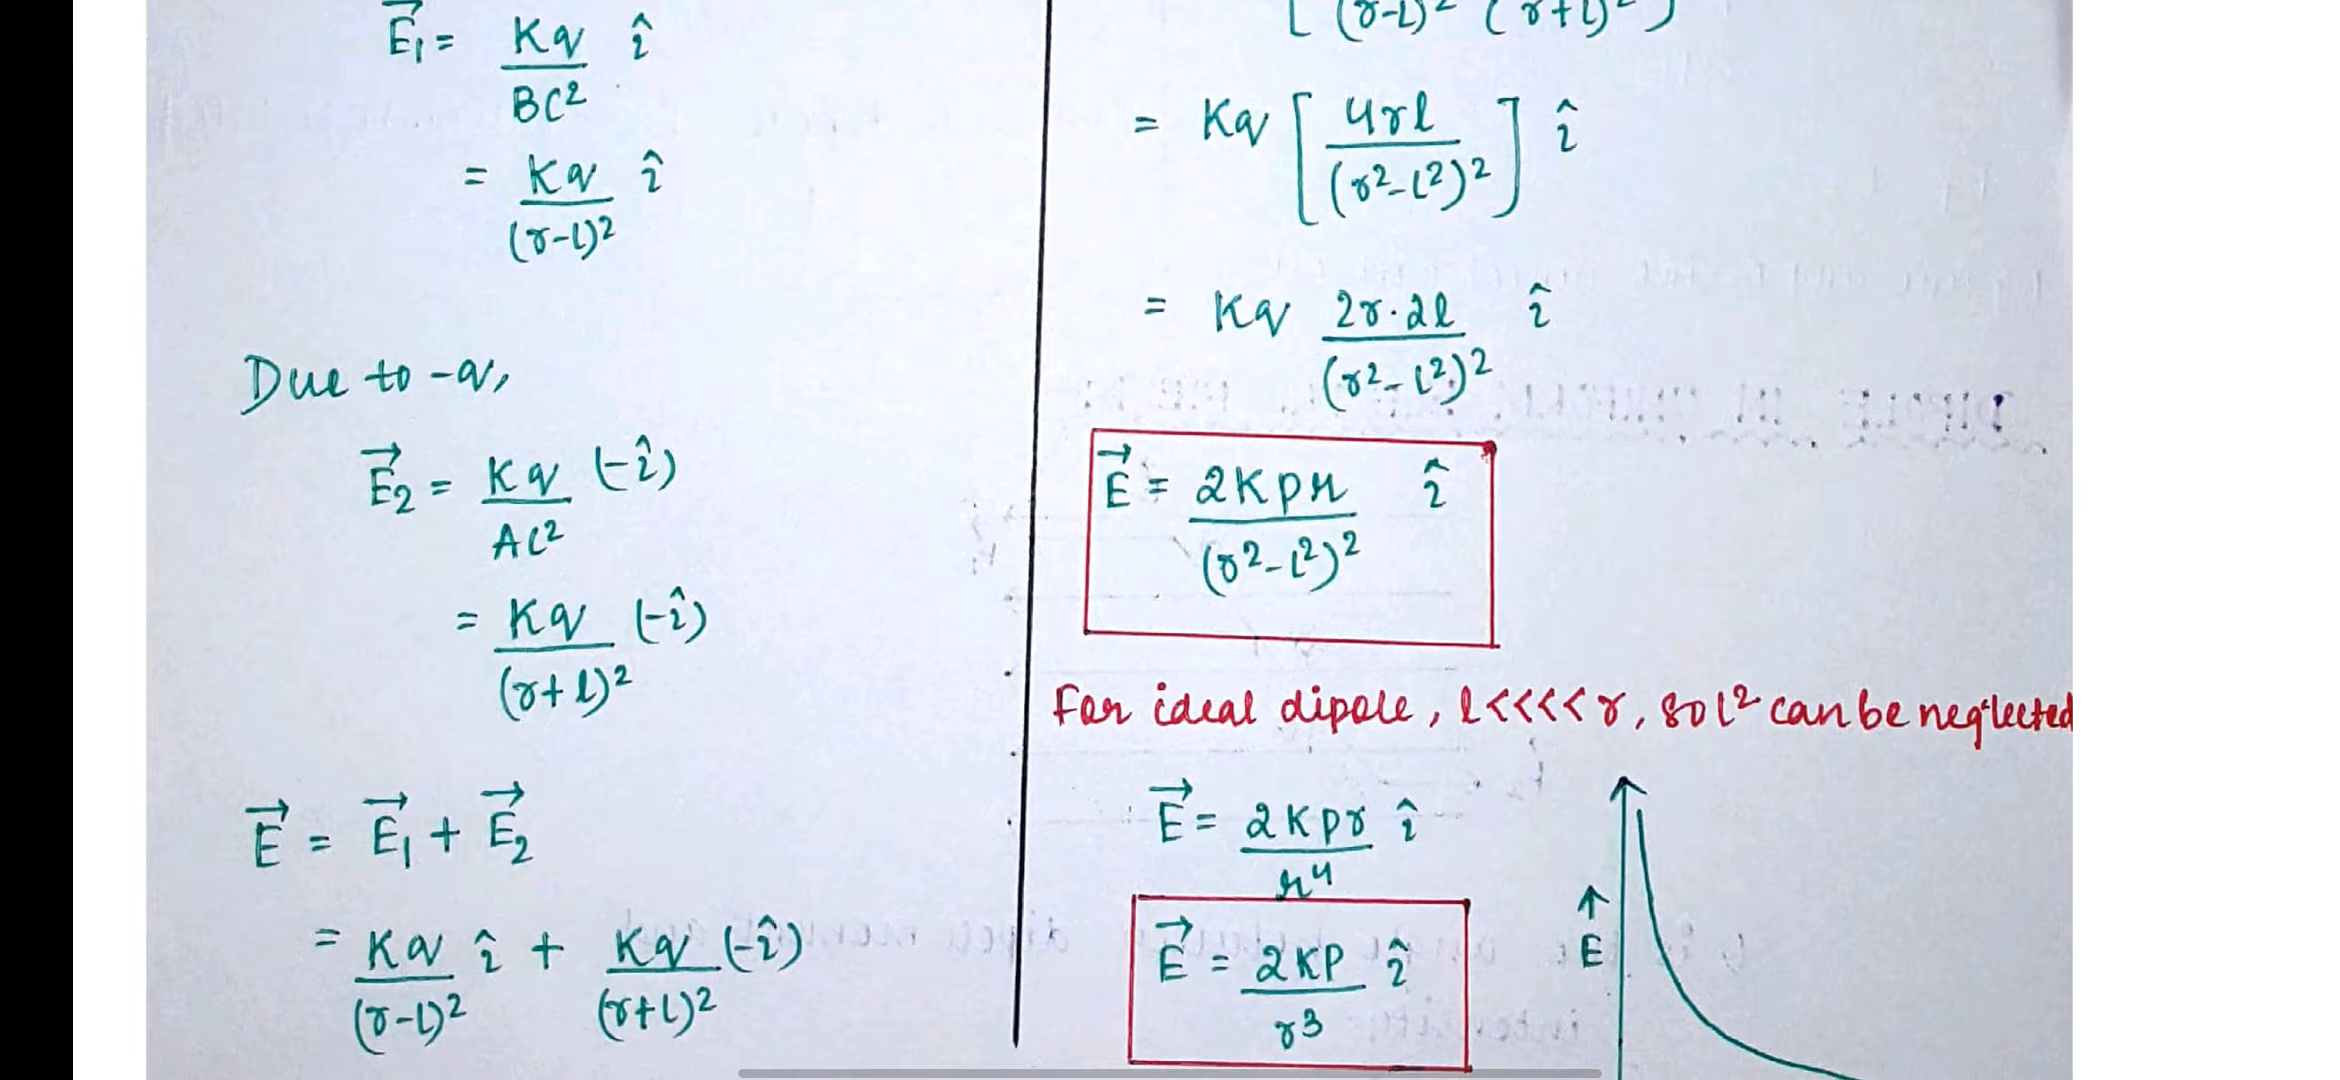 E⃗₁ = Kq/BC² î
= Kq/(r-l)² î
Due to -q,
E⃗₂ = Kq/AC² (-î)
= Kq/(r+l)² (-î)
E⃗ = E⃗₁ + E⃗₂
= Kq/(r-l)² î + Kq/(r+l)² (-î)
[ (r-l)² (r+l)² ]
= Kq [ 4rl/(r²-l²)² ] î
= Kq 2r·2l/(r²-l²)² î
E⃗ = 2Kpr/(r²-l²)² î
For ideal dipole, l<<<< r, so l² can be neglected
E⃗ = 2Kpr/r⁴ î
E⃗ = 2KP/r³ î
↑
E